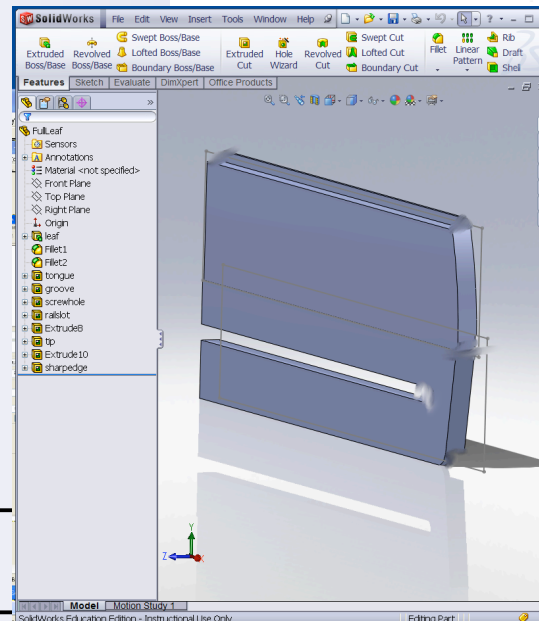 SolidWorks File Edit View Insert Tools Window Help
Extruded Boss/Base
Revolved Boss/Base
Swept Boss/Base
Lofted Boss/Base
Boundary Boss/Base
Extruded Cut
Hole Wizard
Revolved Cut
Swept Cut
Lofted Cut
Boundary Cut
Fillet
Linear Pattern
Rib
Draft
Shell
Features Sketch Evaluate DimXpert Office Products
FullLeaf
Sensors
A Annotations
Material <not specified>
Front Plane
Top Plane
Right Plane
Origin
leaf
Fillet1
Fillet2
tongue
groove
screwhole
railslot
Extrude8
tip
Extrude10
sharpedge
Y
Z
X
Model Motion Study 1
SolidWorks Education Edition - Instructional Use Only Editing Part